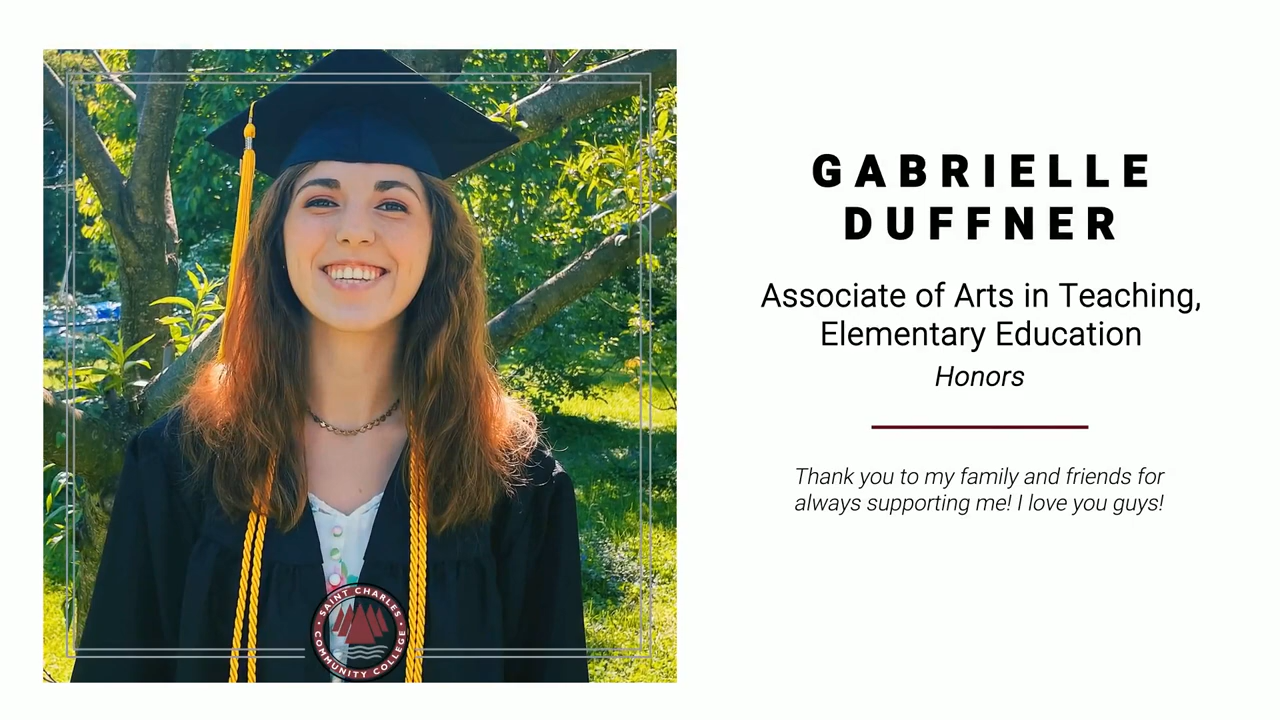 GABRIELLE
DUFFNER
Associate of Arts in Teaching,
Elementary Education
Honors
Thank you to my family and friends for
always supporting me! I love you guys!
SAINT CHARLES
COMMUNITY COLLEGE